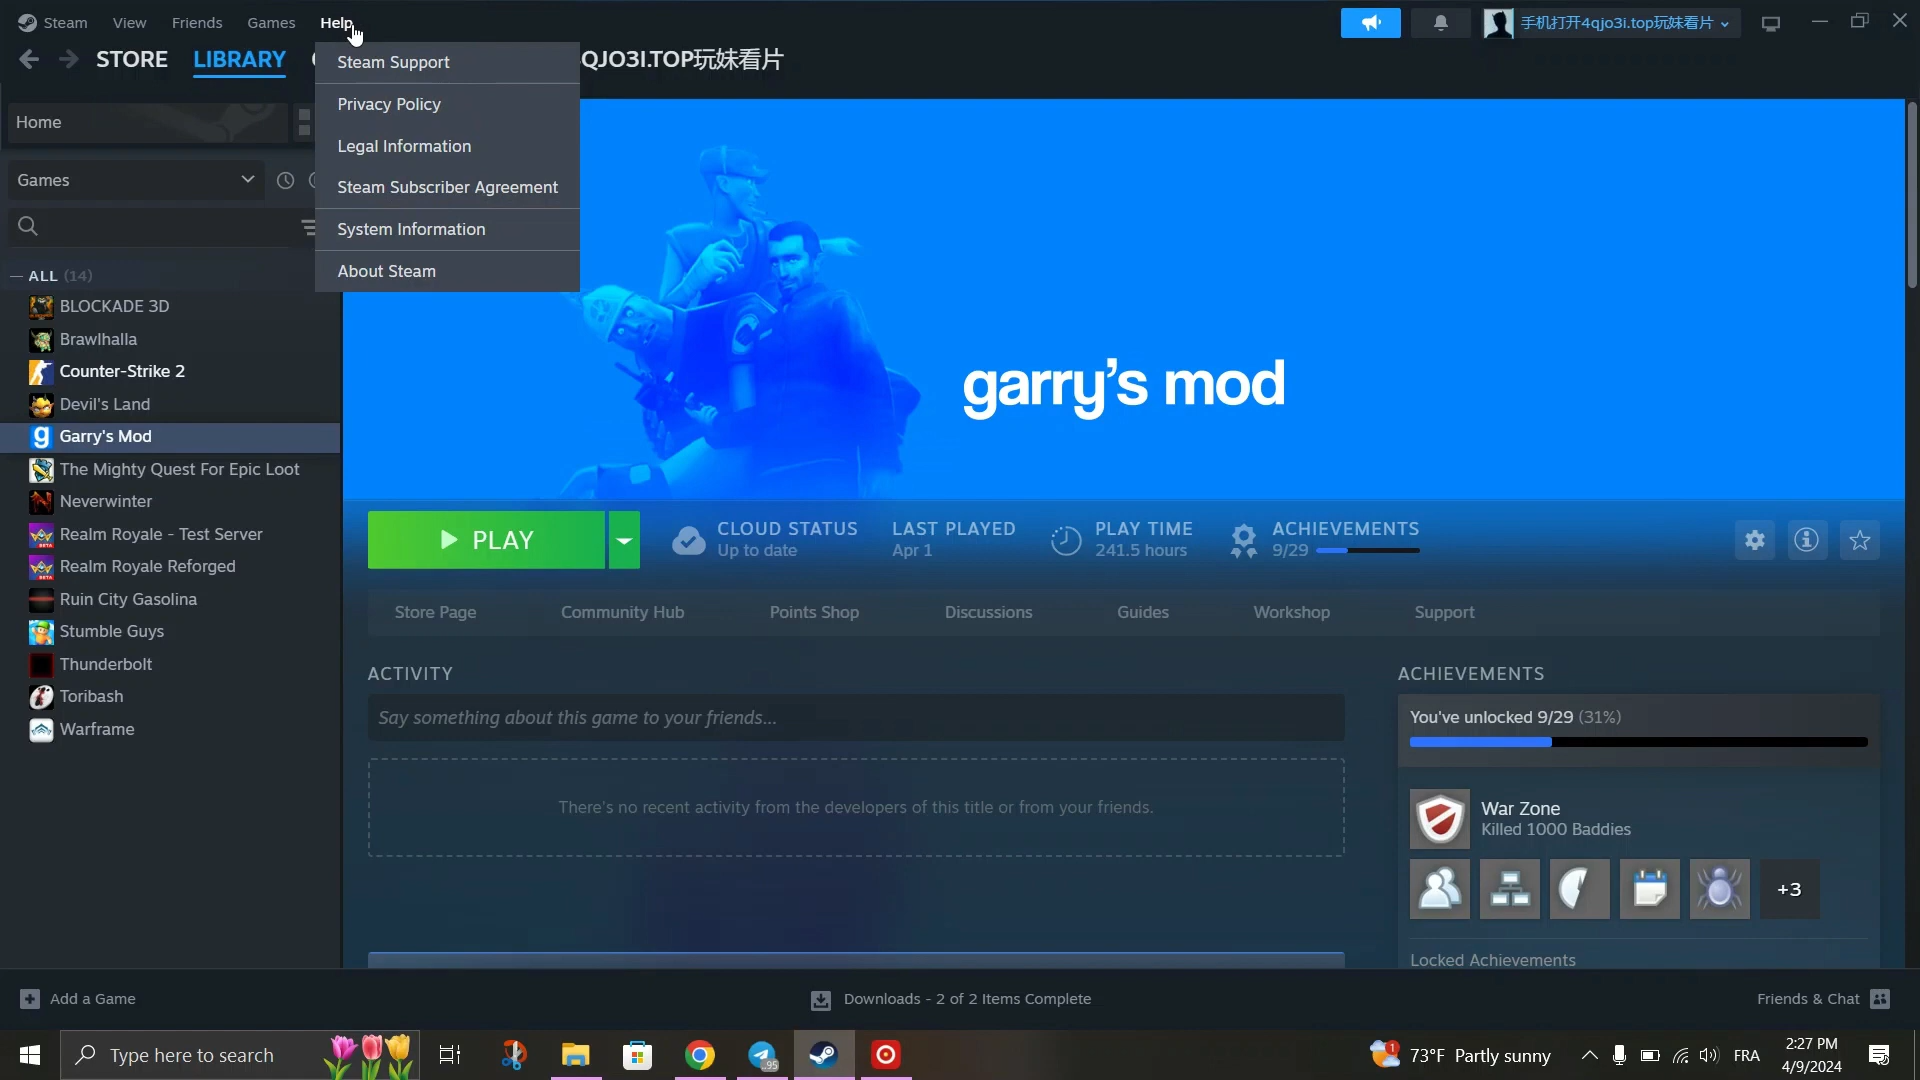 Steam View Friends Games Help
手机打开4qjo3i.top玩妹看片
STORE LIBRARY QJO3I.TOP玩妹看片
Steam Support
Privacy Policy
Legal Information
Steam Subscriber Agreement
System Information
About Steam
Home
Games
ALL (14)
BLOCKADE 3D
Brawlhalla
Counter-Strike 2
Devil's Land
Garry's Mod
The Mighty Quest For Epic Loot
Neverwinter
Realm Royale - Test Server
Realm Royale Reforged
Ruin City Gasolina
Stumble Guys
Thunderbolt
Toribash
Warframe
garry's mod
PLAY
CLOUD STATUS
Up to date
LAST PLAYED
Apr 1
PLAY TIME
241.5 hours
ACHIEVEMENTS
9/29
Store Page Community Hub Points Shop Discussions Guides Workshop Support
ACTIVITY
Say something about this game to your friends...
There's no recent activity from the developers of this title or from your friends.
ACHIEVEMENTS
You've unlocked 9/29 (31%)
War Zone
Killed 1000 Baddies
+3
Locked Achievements
Add a Game
Downloads - 2 of 2 Items Complete
Friends & Chat
Type here to search
.95
1
73°F Partly sunny
FRA
2:27 PM
4/9/2024